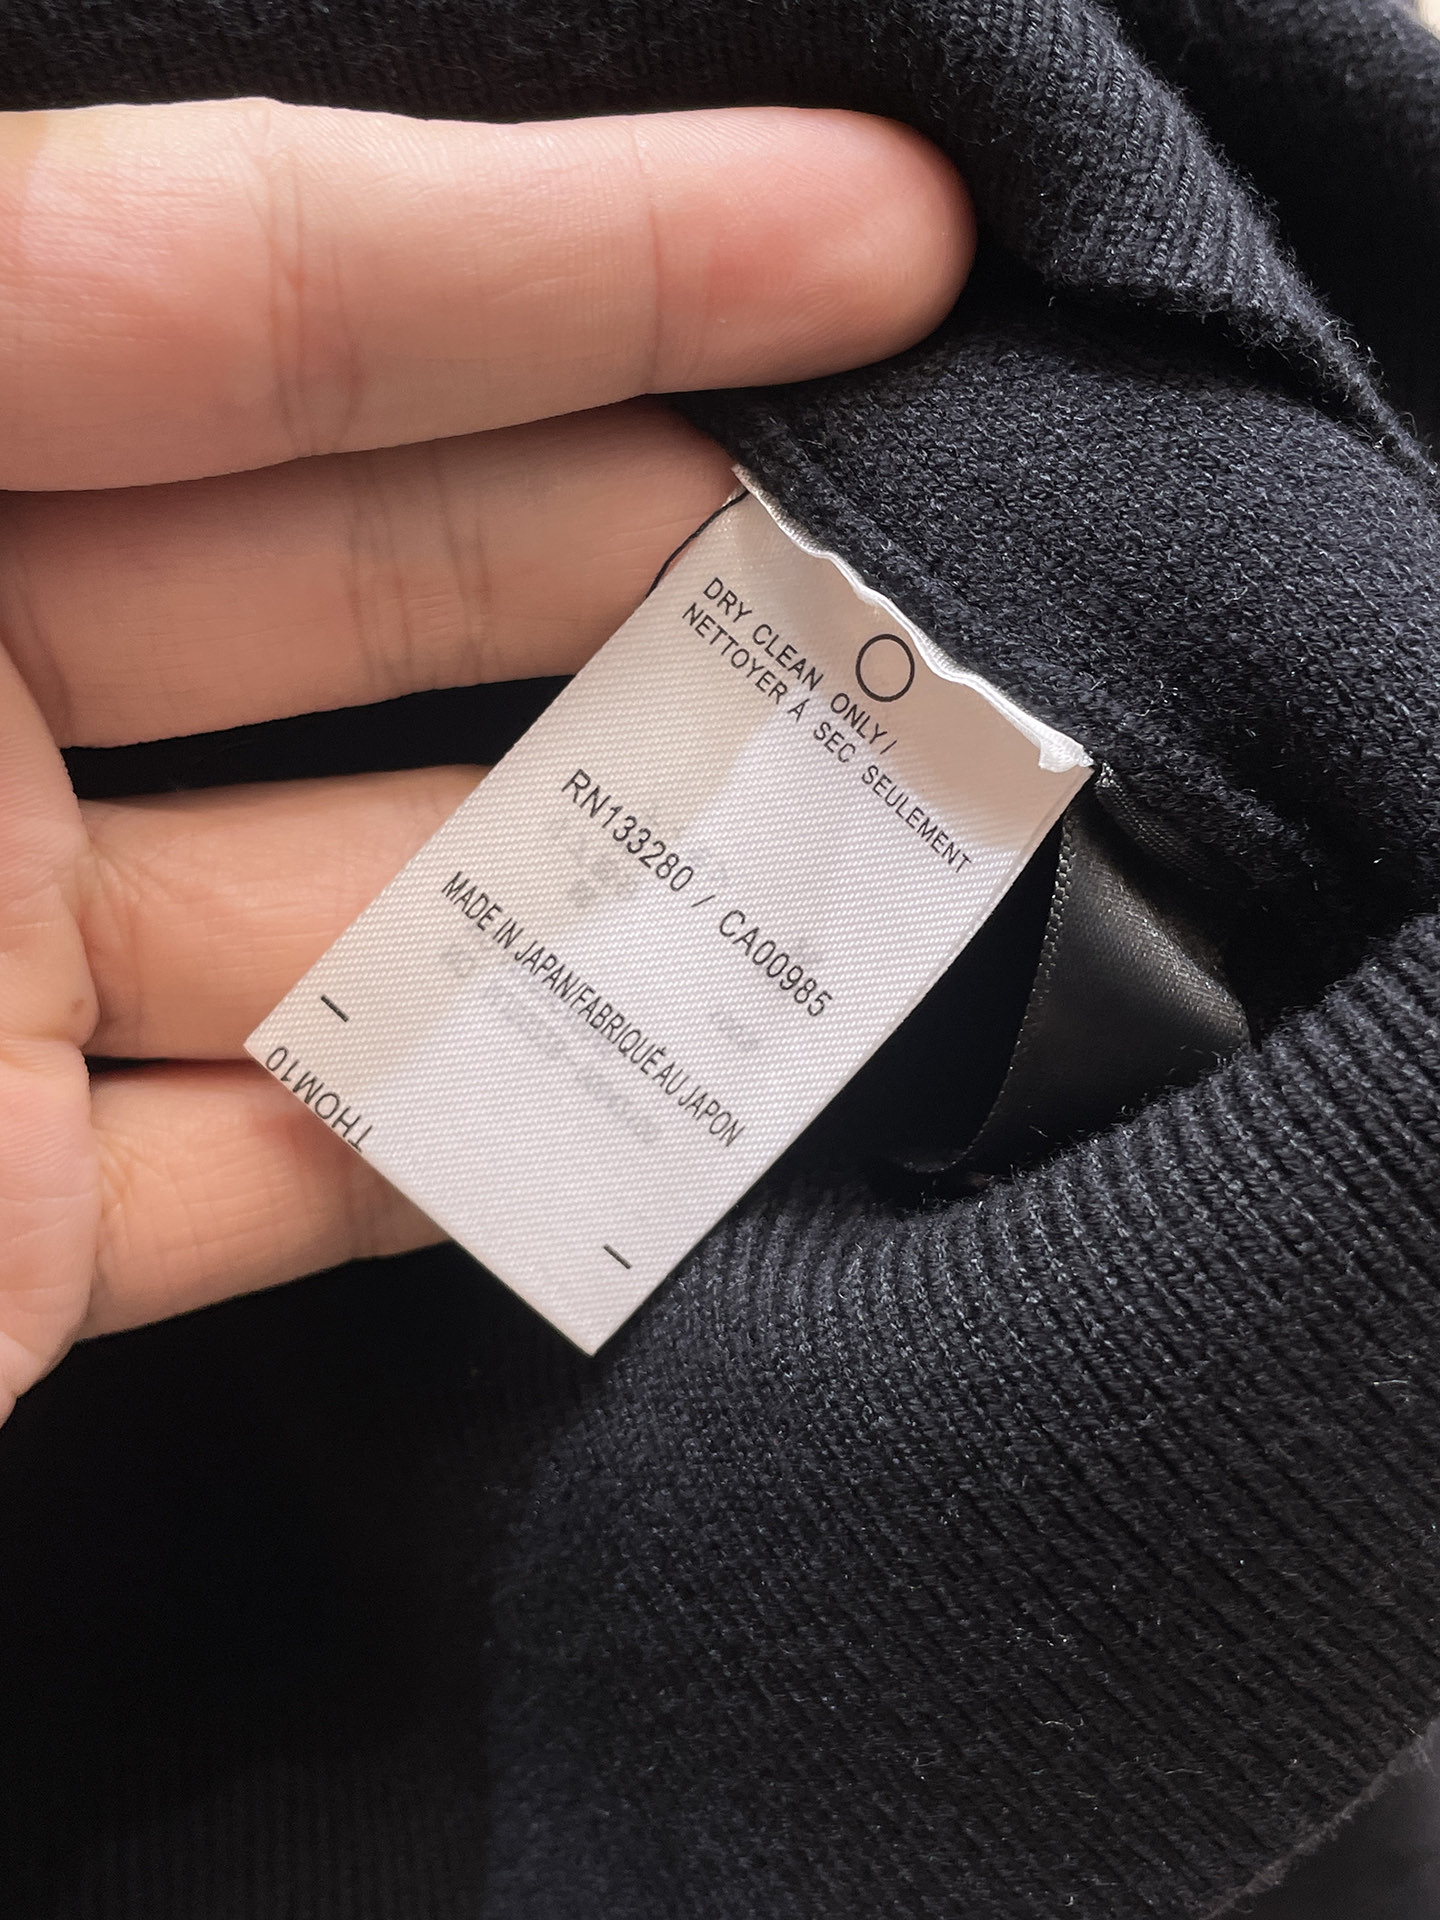 DRY CLEAN ONLY/
NETTOYER À SEC SEULEMENT
RN133280 / CA00985
MADE IN JAPAN/FABRIQUÉ AU JAPON
THOM10